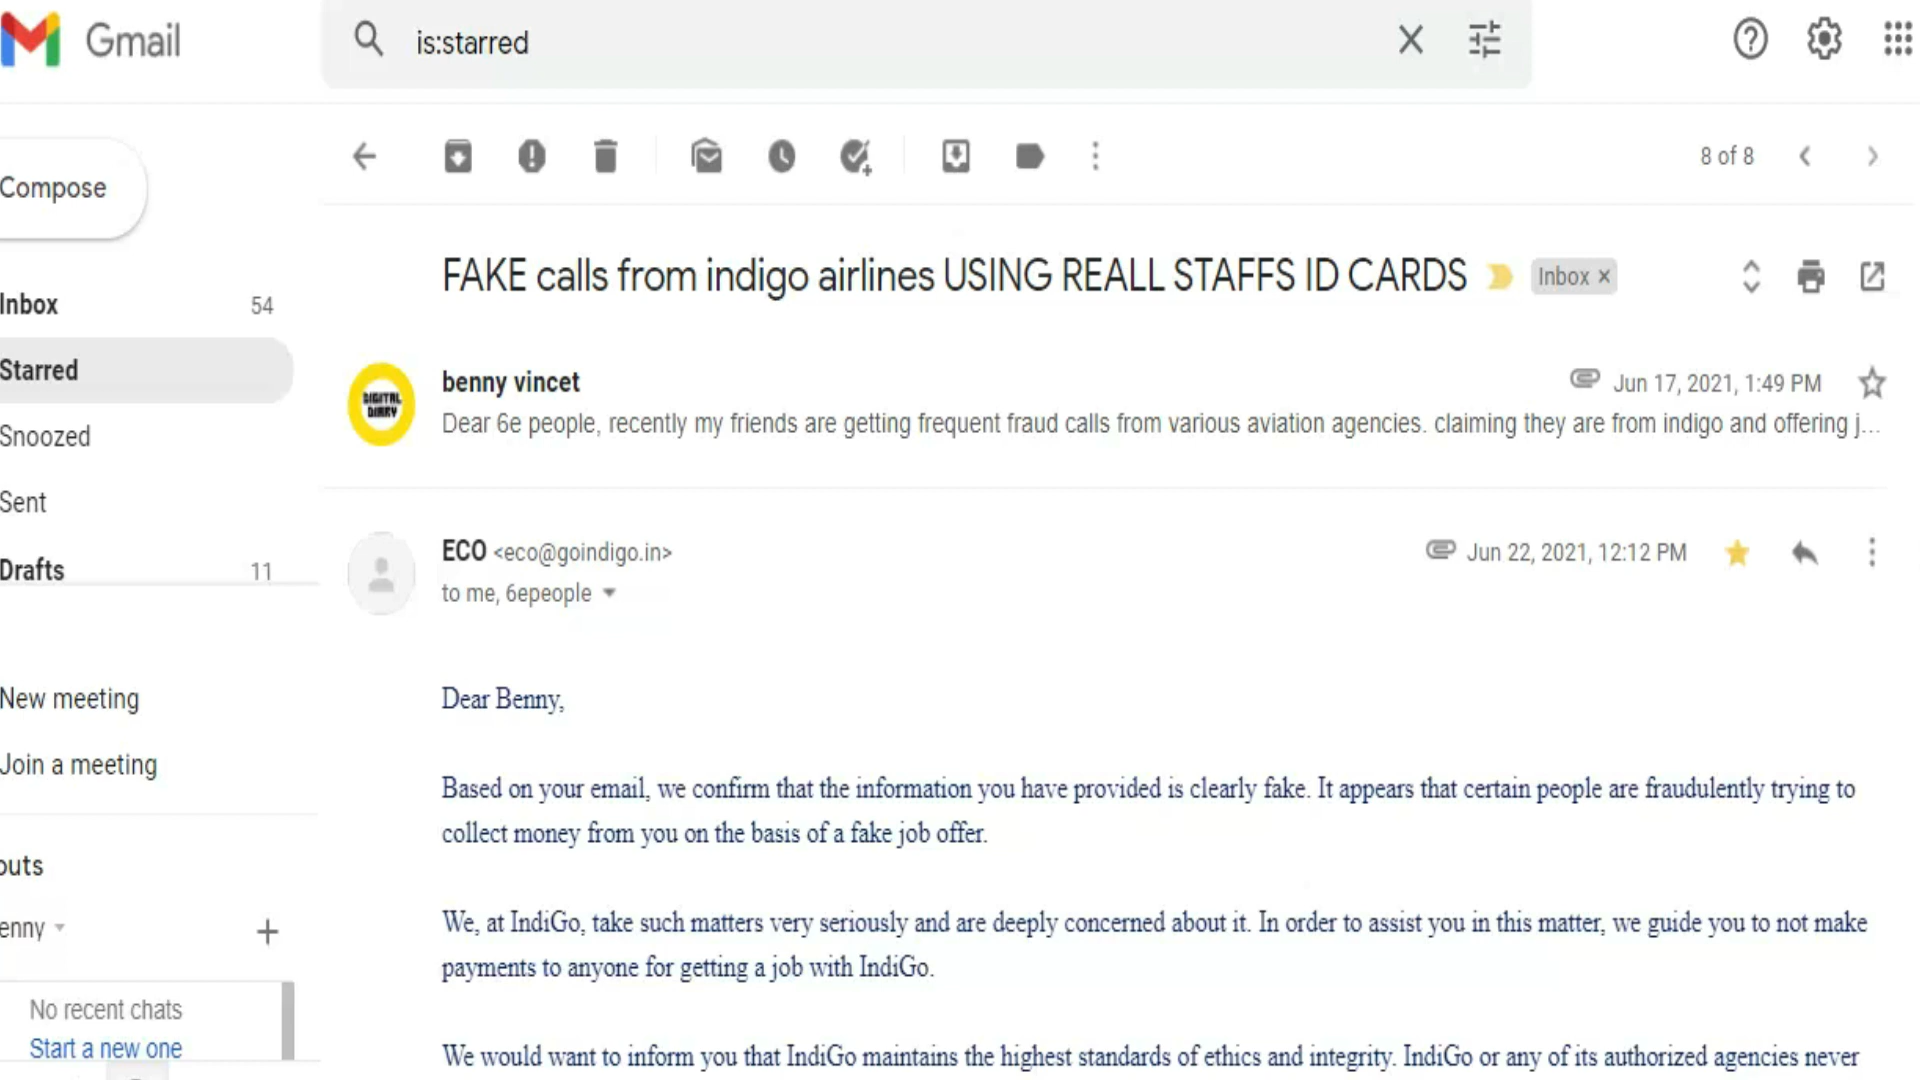 Gmail
is:starred
Compose
8 of 8
FAKE calls from indigo airlines USING REALL STAFFS ID CARDS
Inbox ×
Inbox 54
Starred
Snoozed
Sent
Drafts 11
DIGITAL
DIARY
benny vincet
Jun 17, 2021, 1:49 PM
Dear 6e people, recently my friends are getting frequent fraud calls from various aviation agencies. claiming they are from indigo and offering j...
ECO <eco@goindigo.in>
Jun 22, 2021, 12:12 PM
to me, 6epeople
New meeting
Join a meeting
outs
enny
No recent chats
Start a new one
Dear Benny,
Based on your email, we confirm that the information you have provided is clearly fake. It appears that certain people are fraudulently trying to
collect money from you on the basis of a fake job offer.
We, at IndiGo, take such matters very seriously and are deeply concerned about it. In order to assist you in this matter, we guide you to not make
payments to anyone for getting a job with IndiGo.
We would want to inform you that IndiGo maintains the highest standards of ethics and integrity. IndiGo or any of its authorized agencies never